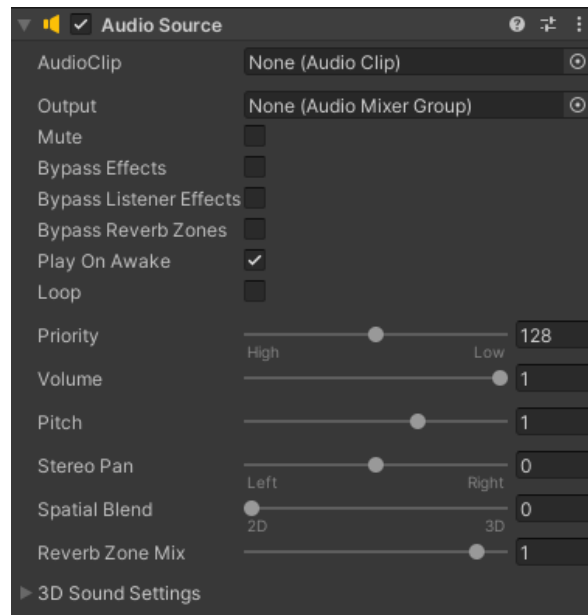 Audio Source
AudioClip None (Audio Clip)
Output None (Audio Mixer Group)
Mute
Bypass Effects
Bypass Listener Effects
Bypass Reverb Zones
Play On Awake
Loop
Priority 128
High Low
Volume 1
Pitch 1
Stereo Pan 0
Left Right
Spatial Blend 0
2D 3D
Reverb Zone Mix 1
3D Sound Settings